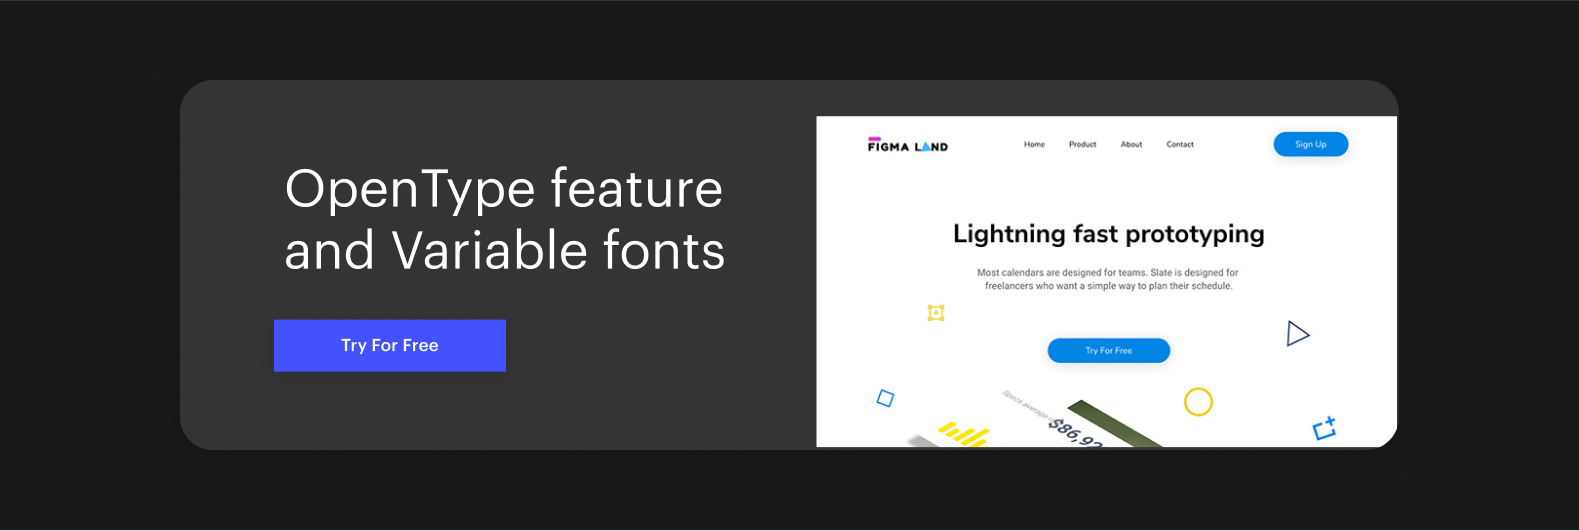 OpenType feature
and Variable fonts
Try For Free
FIGMA LAND
Home
Product
About
Contact
Sign Up
Lightning fast prototyping
Most calendars are designed for teams. Slate is designed for
freelancers who want a simple way to plan their schedule.
A
Try For Free
Specs average
$86,92